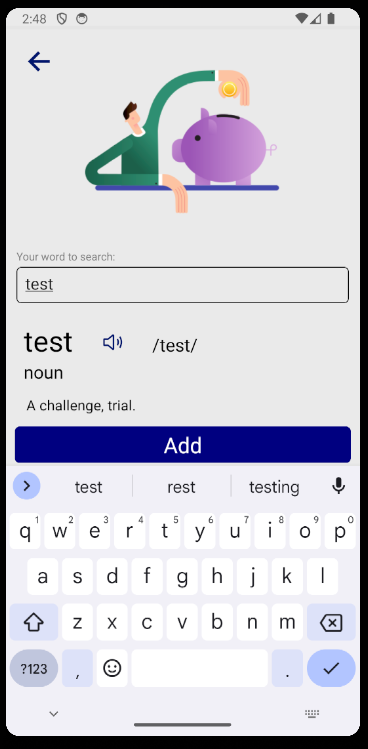 2:48
Your word to search:
test
test /test/
noun
A challenge, trial.
Add
test rest testing
q1 w2 e3 r4 t5 y6 u7 i8 o9 p0
a s d f g h j k l
z x c v b n m
?123 , .